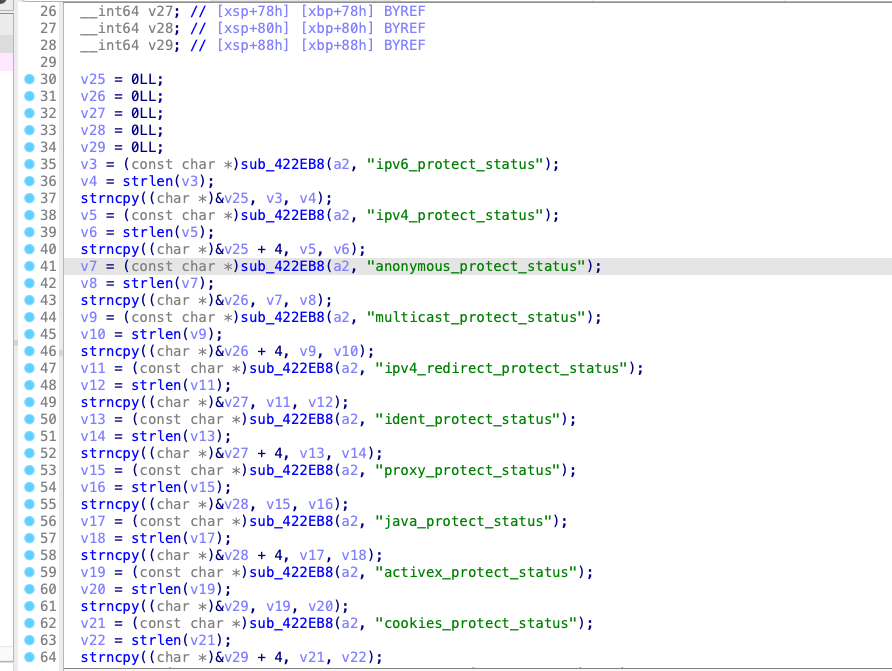 26 __int64 v27; // [xsp+78h] [xbp+78h] BYREF
27 __int64 v28; // [xsp+80h] [xbp+80h] BYREF
28 __int64 v29; // [xsp+88h] [xbp+88h] BYREF
29
30 v25 = 0LL;
31 v26 = 0LL;
32 v27 = 0LL;
33 v28 = 0LL;
34 v29 = 0LL;
35 v3 = (const char *)sub_422EB8(a2, "ipv6_protect_status");
36 v4 = strlen(v3);
37 strncpy((char *)&v25, v3, v4);
38 v5 = (const char *)sub_422EB8(a2, "ipv4_protect_status");
39 v6 = strlen(v5);
40 strncpy((char *)&v25 + 4, v5, v6);
41 v7 = (const char *)sub_422EB8(a2, "anonymous_protect_status");
42 v8 = strlen(v7);
43 strncpy((char *)&v26, v7, v8);
44 v9 = (const char *)sub_422EB8(a2, "multicast_protect_status");
45 v10 = strlen(v9);
46 strncpy((char *)&v26 + 4, v9, v10);
47 v11 = (const char *)sub_422EB8(a2, "ipv4_redirect_protect_status");
48 v12 = strlen(v11);
49 strncpy((char *)&v27, v11, v12);
50 v13 = (const char *)sub_422EB8(a2, "ident_protect_status");
51 v14 = strlen(v13);
52 strncpy((char *)&v27 + 4, v13, v14);
53 v15 = (const char *)sub_422EB8(a2, "proxy_protect_status");
54 v16 = strlen(v15);
55 strncpy((char *)&v28, v15, v16);
56 v17 = (const char *)sub_422EB8(a2, "java_protect_status");
57 v18 = strlen(v17);
58 strncpy((char *)&v28 + 4, v17, v18);
59 v19 = (const char *)sub_422EB8(a2, "activex_protect_status");
60 v20 = strlen(v19);
61 strncpy((char *)&v29, v19, v20);
62 v21 = (const char *)sub_422EB8(a2, "cookies_protect_status");
63 v22 = strlen(v21);
64 strncpy((char *)&v29 + 4, v21, v22);